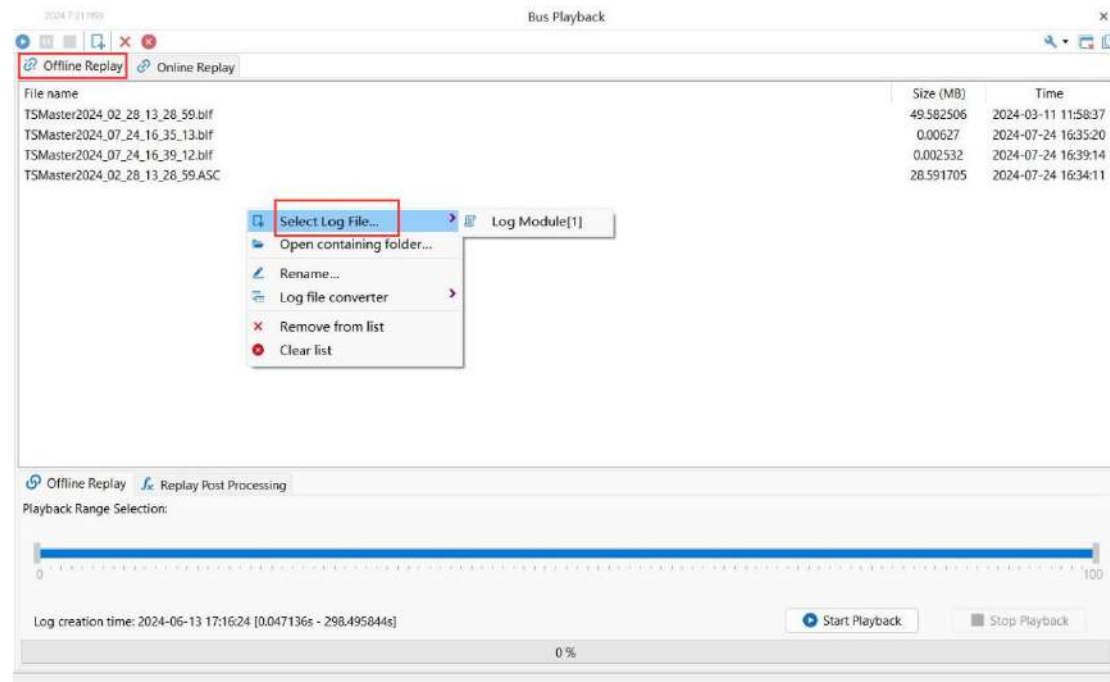 Bus Playback
Offline Replay Online Replay
File name Size (MB) Time
TSMaster2024_02_28_13_28_59.blf 49.582506 2024-03-11 11:58:37
TSMaster2024_07_24_16_35_13.blf 0.00627 2024-07-24 16:35:20
TSMaster2024_07_24_16_39_12.blf 0.002532 2024-07-24 16:39:14
TSMaster2024_02_28_13_28_59.ASC 28.591705 2024-07-24 16:34:11
Select Log File... Log Module[1]
Open containing folder...
Rename...
Log file converter
Remove from list
Clear list
Offline Replay Replay Post Processing
Playback Range Selection:
0 100
Log creation time: 2024-06-13 17:16:24 [0.047136s - 298.495844s] Start Playback Stop Playback
0 %